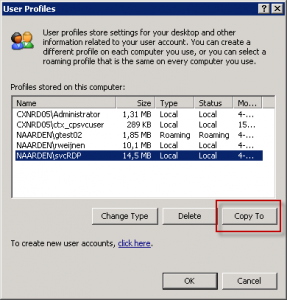 User Profiles
User profiles store settings for your desktop and other
information related to your user account. You can create
a different profile on each computer you use, or you can select a
roaming profile that is the same on every computer you use.
Profiles stored on this computer:
Name Size Type Status Mo...
CXNRD05\Administrator 1,31 MB Local Local 4-...
CXNRD05\ctx_cpsvcuser 289 KB Local Local 15...
NAARDEN\gtest02 1,85 MB Roaming Roaming 4-...
NAARDEN\rweijnen 10,1 MB Local Local 4-...
NAARDEN\svcRDP 14,5 MB Local Local 4-...
Change Type Delete Copy To
To create new user accounts, click here.
OK Cancel